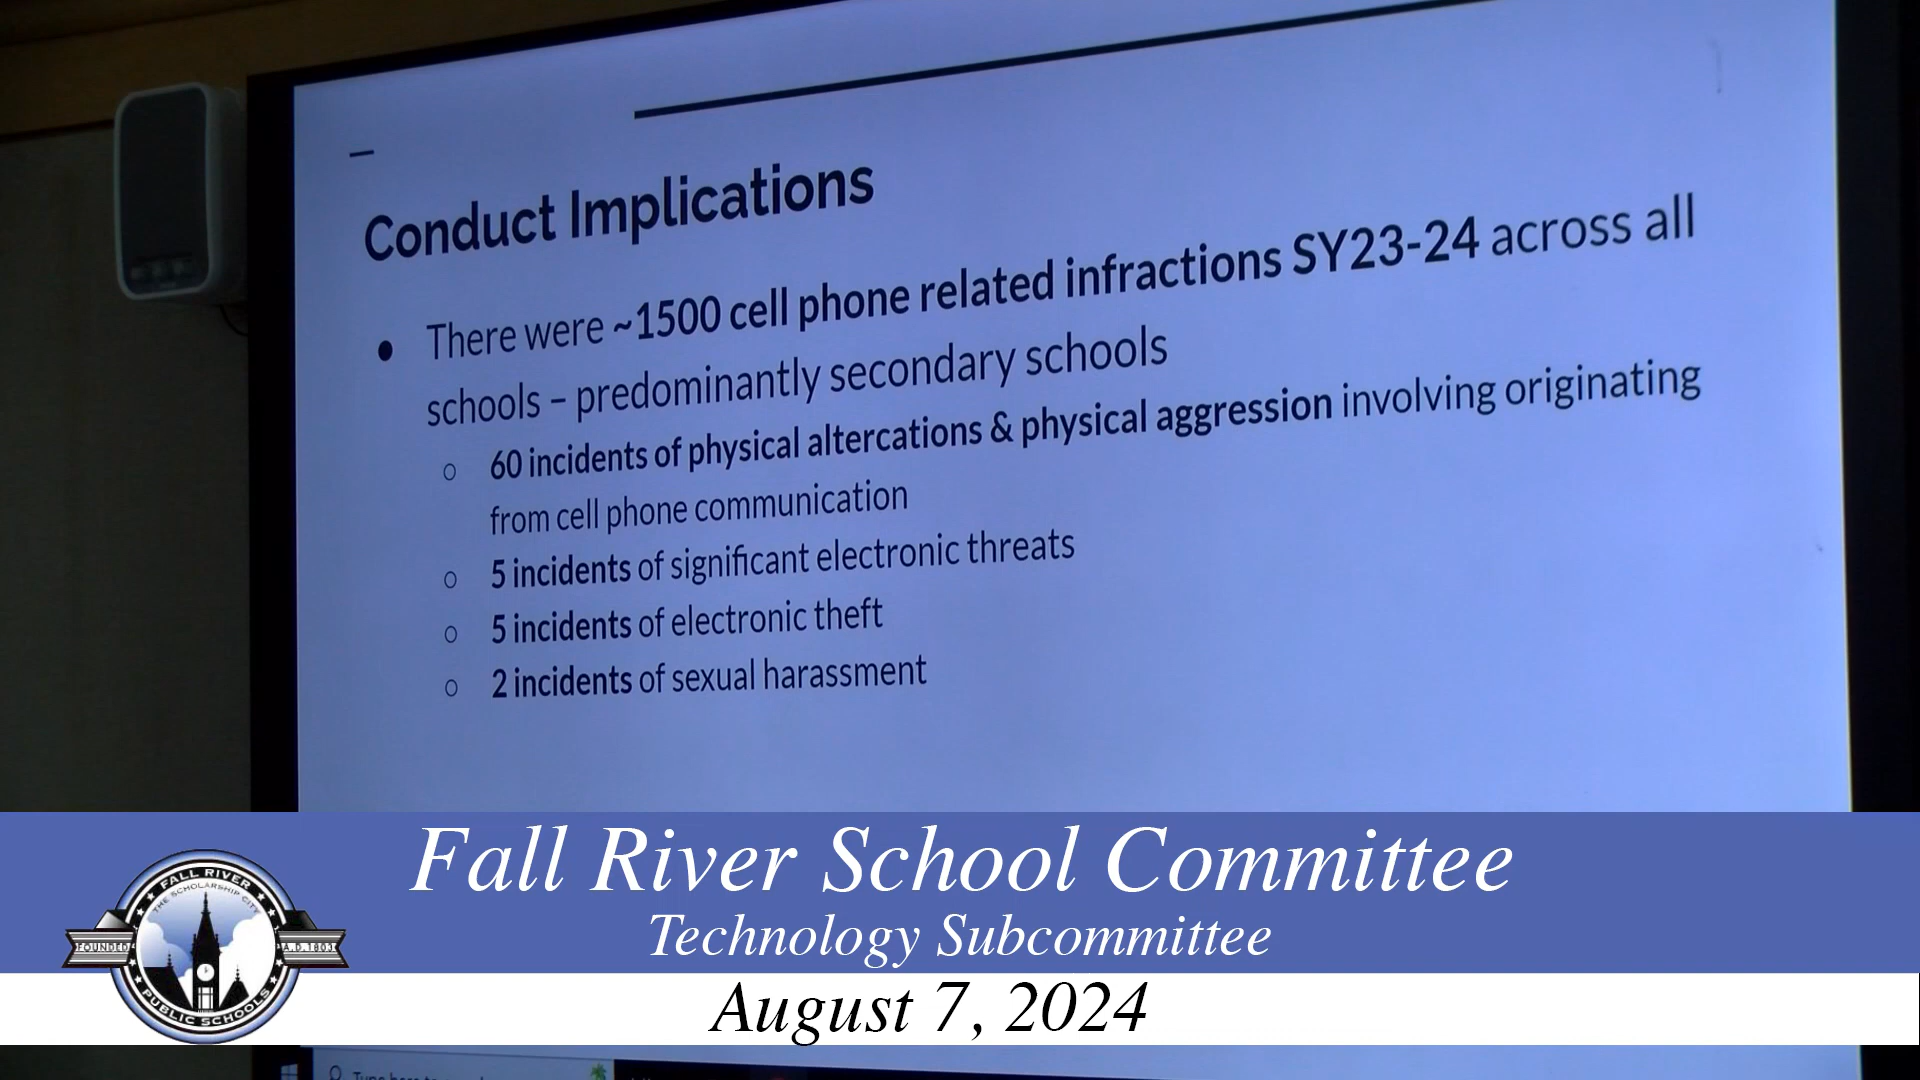 Conduct Implications
● There were ~1500 cell phone related infractions SY23-24 across all
schools – predominantly secondary schools
○ 60 incidents of physical altercations & physical aggression involving originating
from cell phone communication
○ 5 incidents of significant electronic threats
○ 5 incidents of electronic theft
○ 2 incidents of sexual harassment
Fall River School Committee
Technology Subcommittee
August 7, 2024
FALL RIVER
THE SCHOLARSHIP CITY
FOUNDED
A.D. 1803
PUBLIC SCHOOLS
Type here to